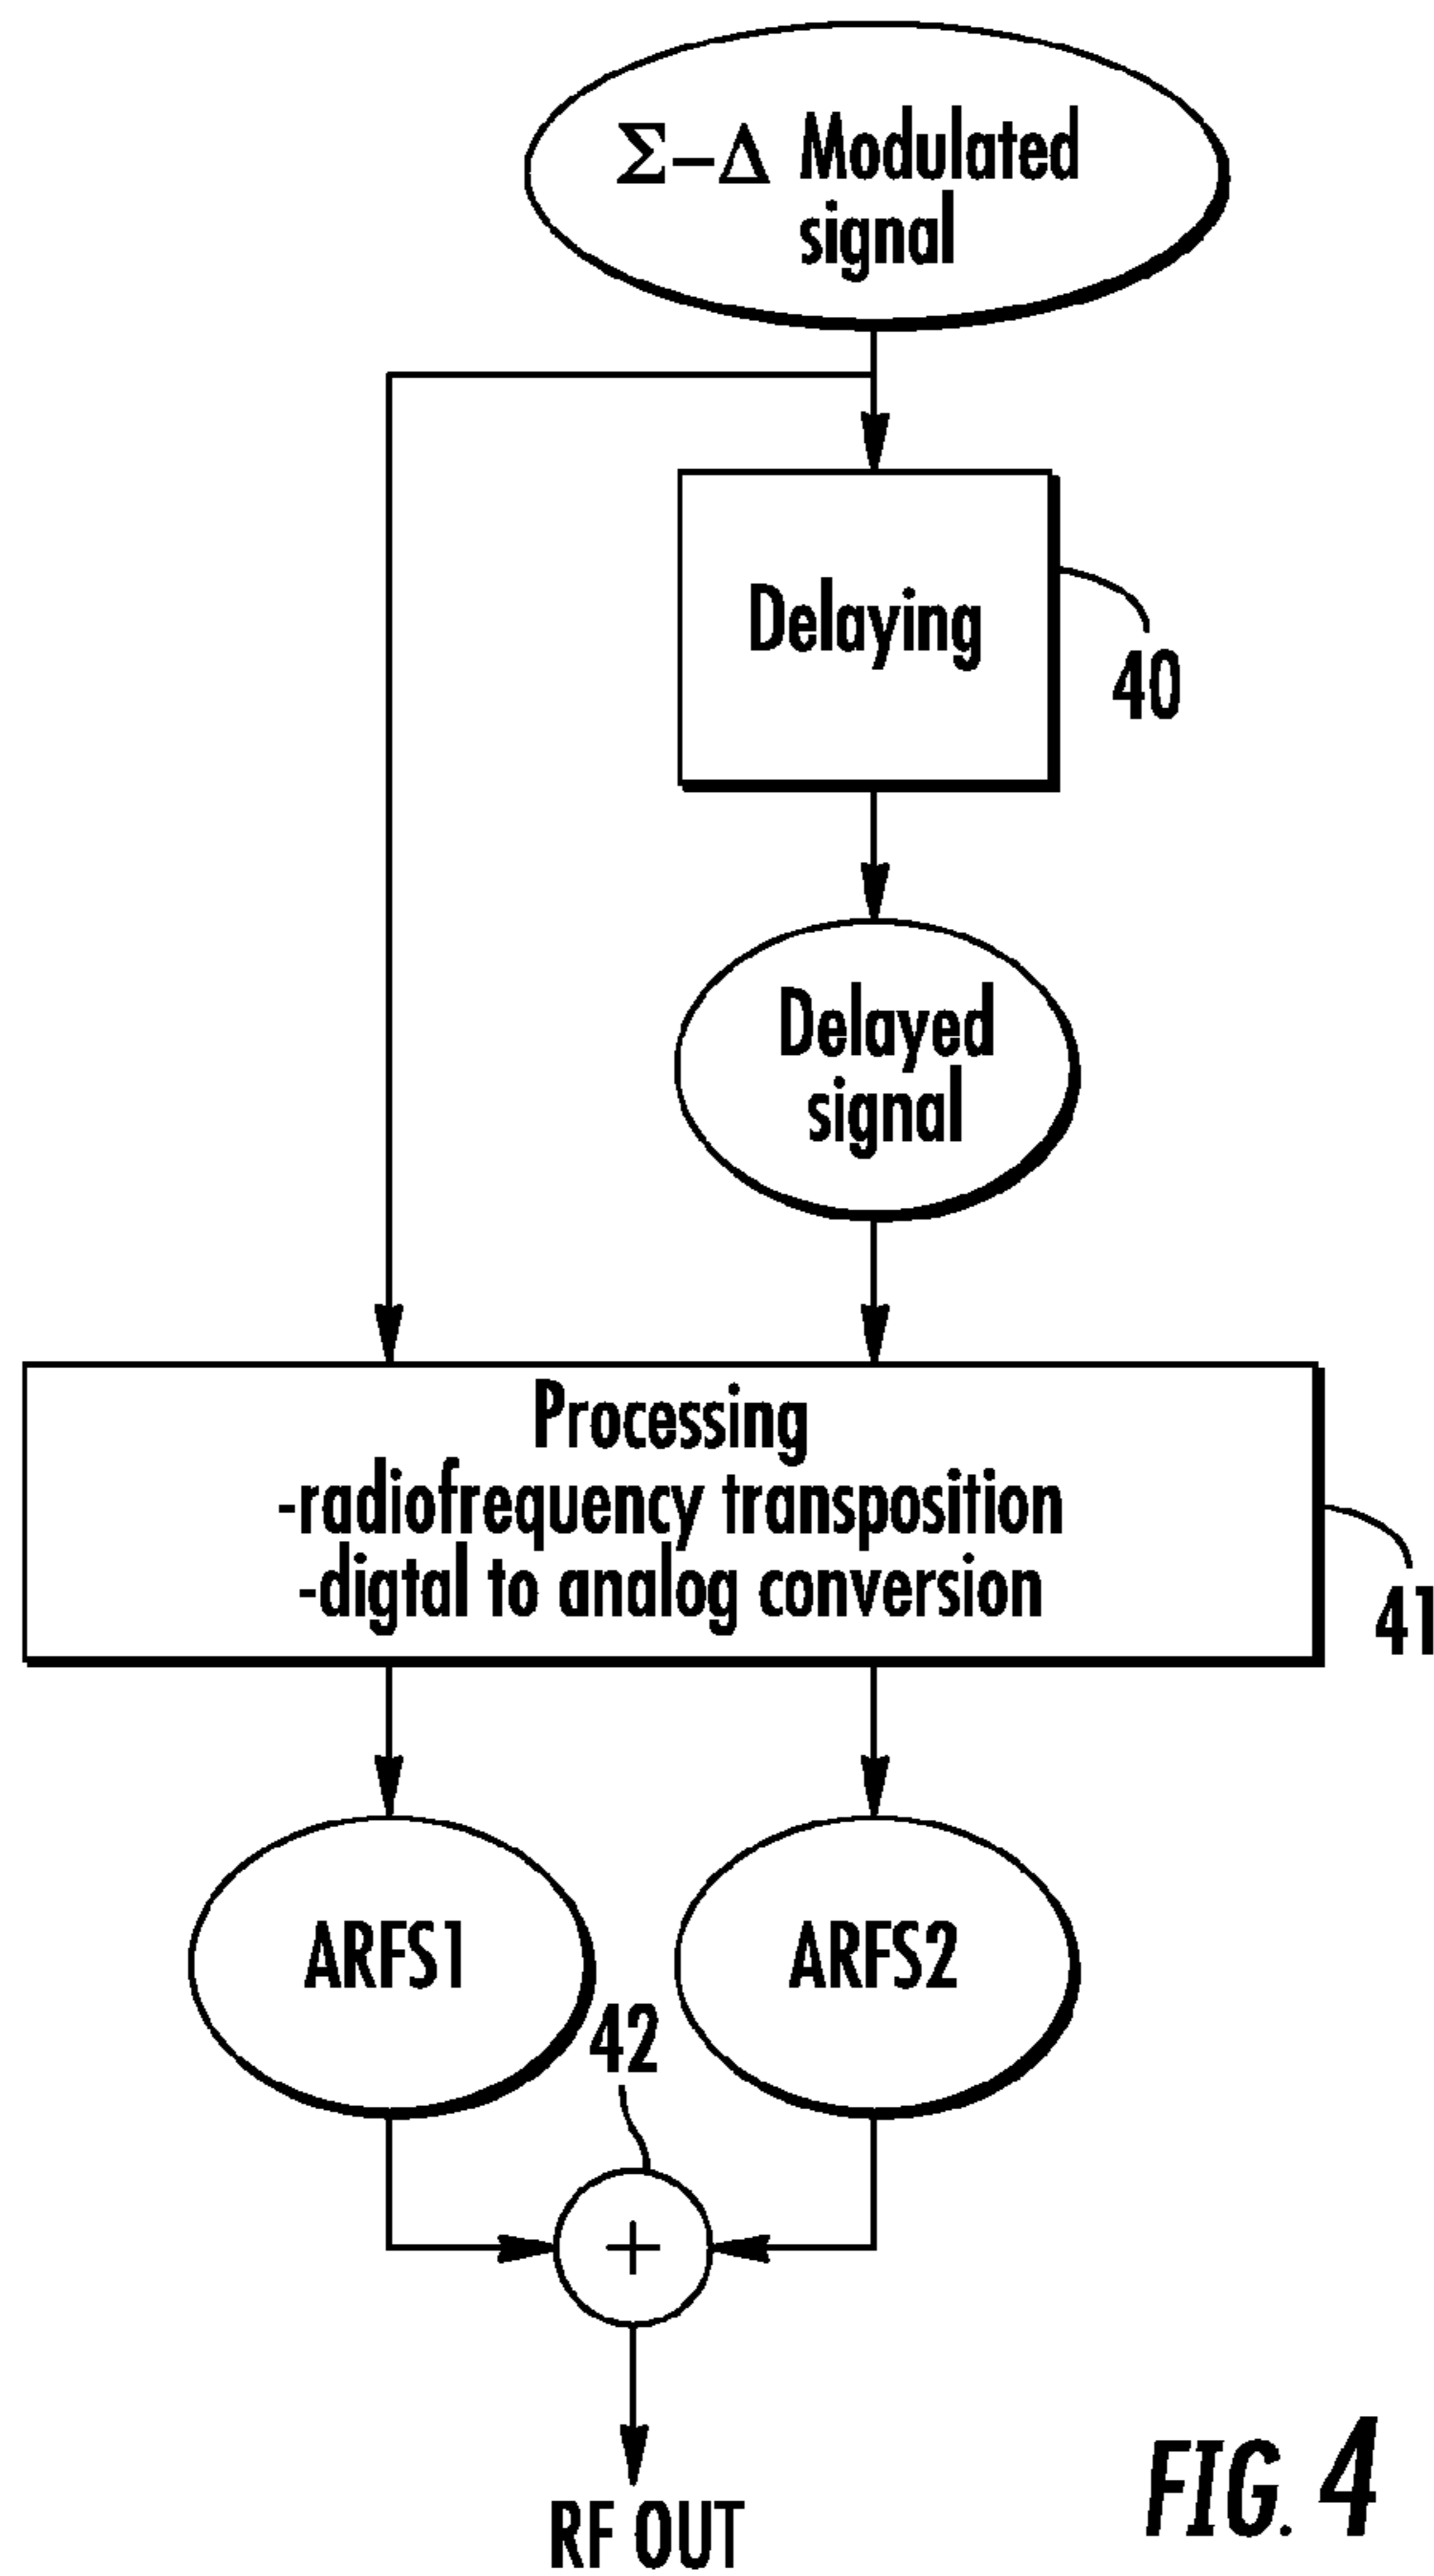 Σ–Δ Modulated
signal
Delaying
40
Delayed
signal
Processing
-radiofrequency transposition
-digtal to analog conversion
41
ARFS1
ARFS2
42
+
RF OUT
FIG. 4